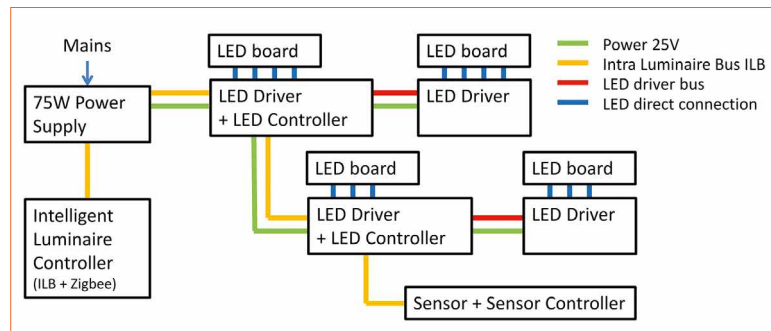 Mains
75W Power
Supply
Intelligent
Luminaire
Controller
(ILB + Zigbee)
LED board
LED Driver
+ LED Controller
LED board
LED Driver
LED board
LED Driver
+ LED Controller
LED board
LED Driver
Sensor + Sensor Controller
Power 25V
Intra Luminaire Bus ILB
LED driver bus
LED direct connection